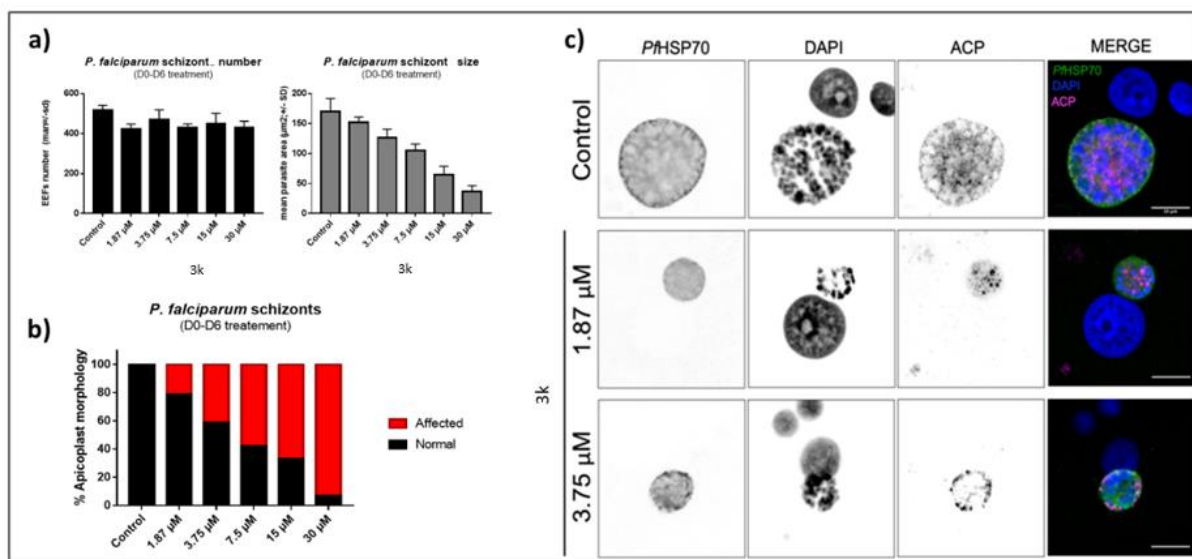 a)
P. falciparum schizont_ number
(D0-D6 treatment)
EEFs number (man+/-sd)
600
400
200
0
Control
1.87 µM
3.75 µM
7.5 µM
15 µM
30 µM
3k
P. falciparum schizont size
(D0-D6 treatment)
mean parasite area (µm2;+/- SD)
200
150
100
50
0
Control
1.87 µM
3.75 µM
7.5 µM
15 µM
30 µM
3k
b)
P. falciparum schizonts
(D0-D6 treatement)
% Apicoplast morphology
100
80
60
40
20
0
Control
1.87 µM
3.75 µM
7.5 µM
15 µM
30 µM
Affected
Normal
c)
PfHSP70
DAPI
ACP
MERGE
Control
PfHSP70
DAPI
ACP
3k
1.87 µM
3.75 µM